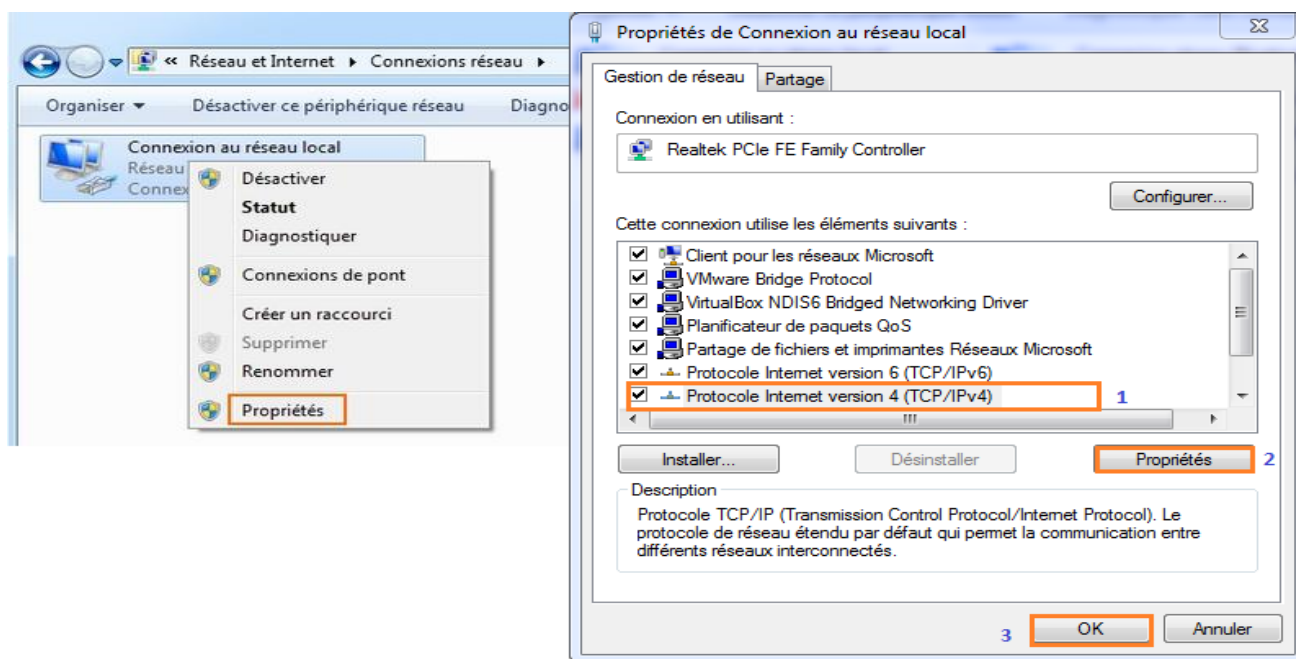 « Réseau et Internet ▸ Connexions réseau ▸
Organiser ▾ Désactiver ce périphérique réseau Diagno
Connexion au réseau local
Réseau
Connex
Désactiver
Statut
Diagnostiquer
Connexions de pont
Créer un raccourci
Supprimer
Renommer
Propriétés
Propriétés de Connexion au réseau local
Gestion de réseau Partage
Connexion en utilisant :
Realtek PCIe FE Family Controller
Configurer...
Cette connexion utilise les éléments suivants :
Client pour les réseaux Microsoft
VMware Bridge Protocol
VirtualBox NDIS6 Bridged Networking Driver
Planificateur de paquets QoS
Partage de fichiers et imprimantes Réseaux Microsoft
Protocole Internet version 6 (TCP/IPv6)
Protocole Internet version 4 (TCP/IPv4) 1
Installer... Désinstaller Propriétés 2
Description
Protocole TCP/IP (Transmission Control Protocol/Internet Protocol). Le
protocole de réseau étendu par défaut qui permet la communication entre
différents réseaux interconnectés.
3 OK Annuler